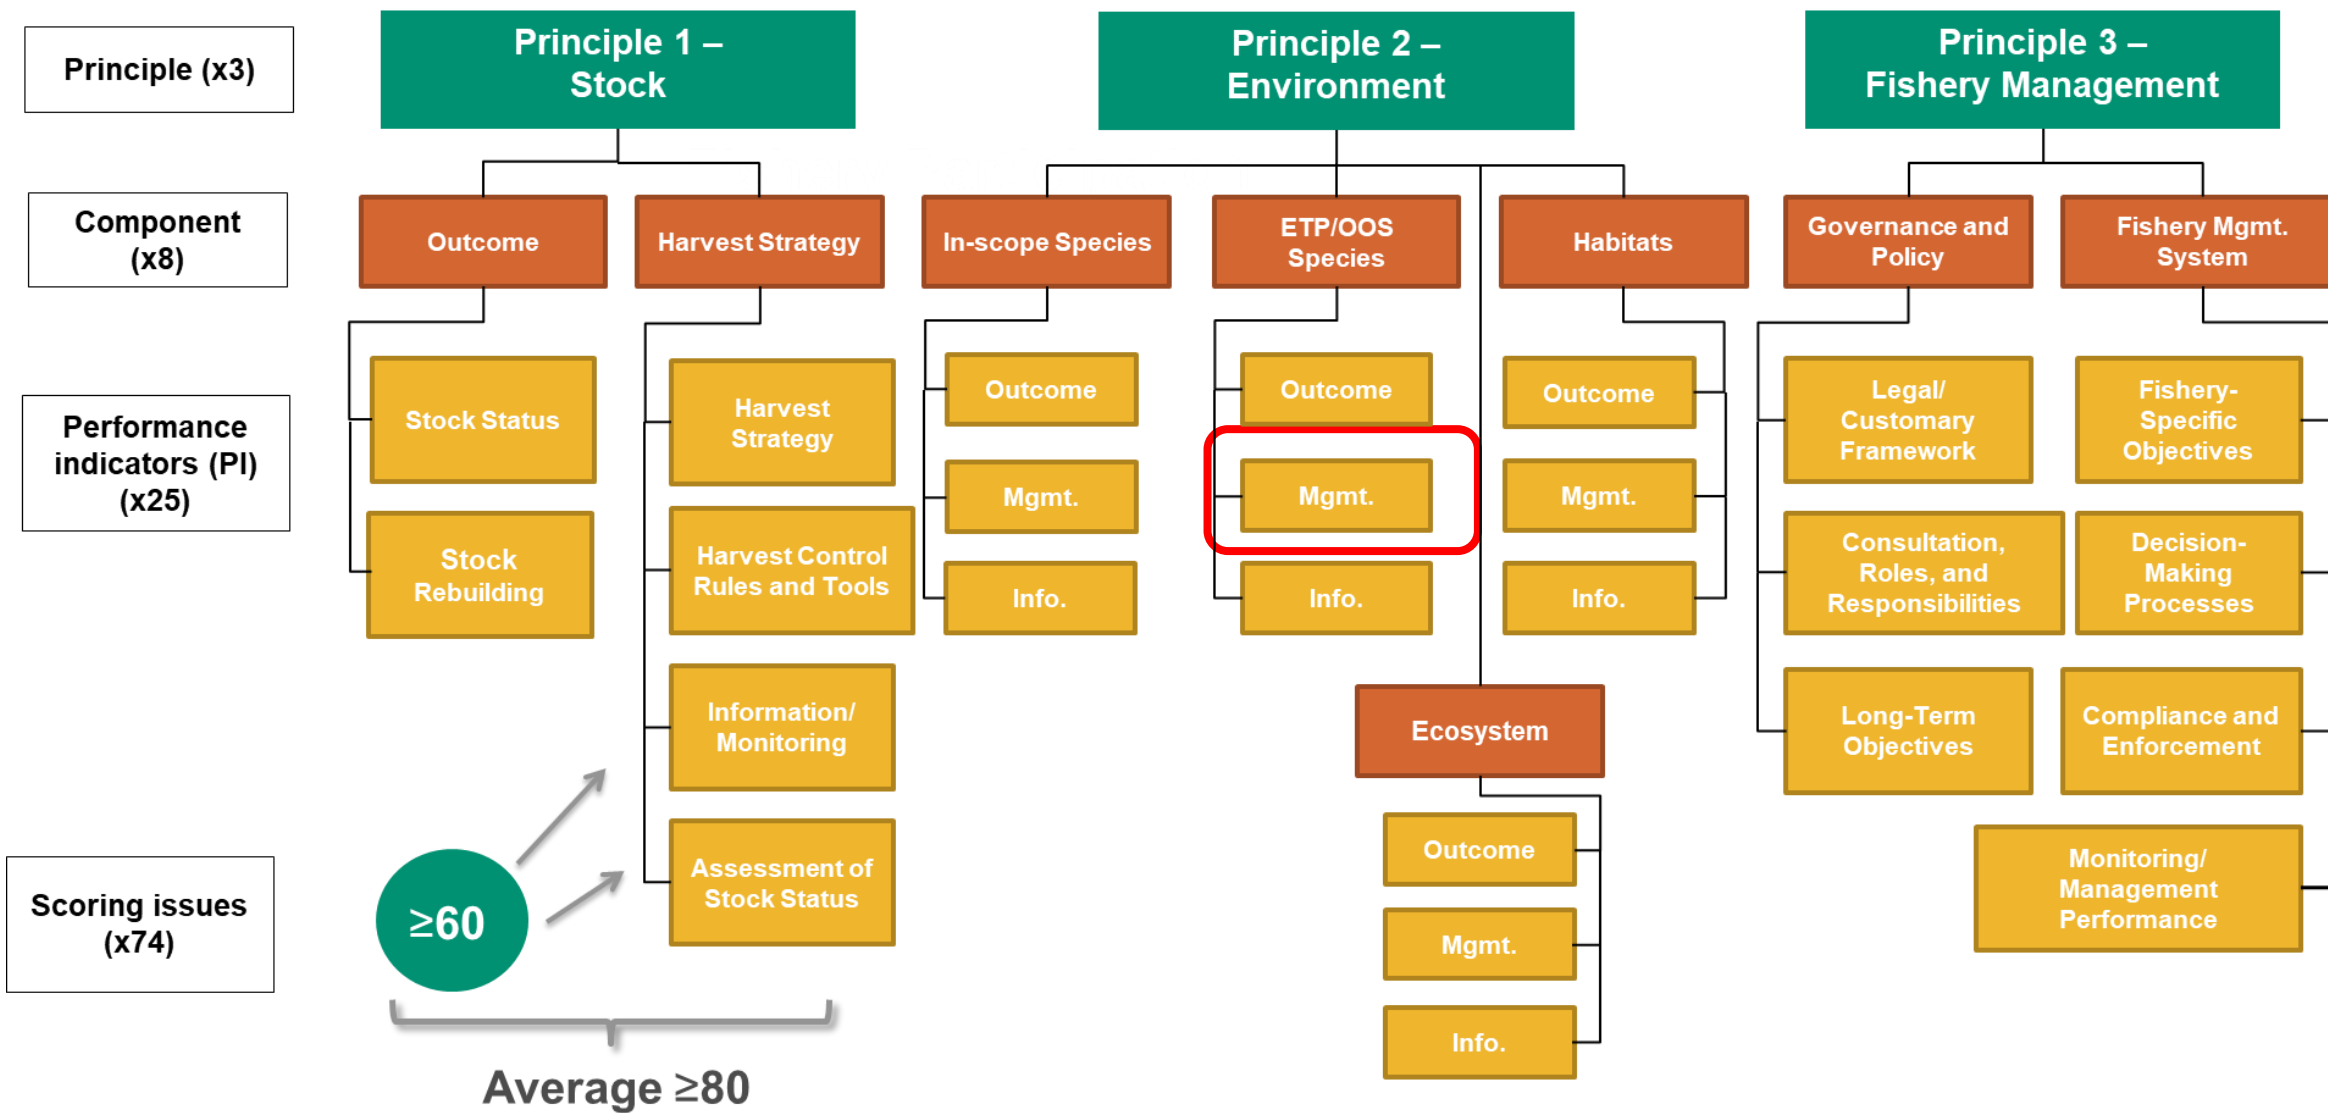 Principle (x3)
Principle 1 –
Stock
Principle 2 –
Environment
Principle 3 –
Fishery Management
Component
(x8)
Outcome
Harvest Strategy
In-scope Species
ETP/OOS
Species
Habitats
Governance and
Policy
Fishery Mgmt.
System
Performance
indicators (PI)
(x25)
Stock Status
Stock
Rebuilding
Harvest
Strategy
Harvest Control
Rules and Tools
Information/
Monitoring
Assessment of
Stock Status
Outcome
Mgmt.
Info.
Outcome
Mgmt.
Info.
Outcome
Mgmt.
Info.
Ecosystem
Outcome
Mgmt.
Info.
Legal/
Customary
Framework
Consultation,
Roles, and
Responsibilities
Long-Term
Objectives
Fishery-
Specific
Objectives
Decision-
Making
Processes
Compliance and
Enforcement
Monitoring/
Management
Performance
Scoring issues
(x74)
≥60
Average ≥80